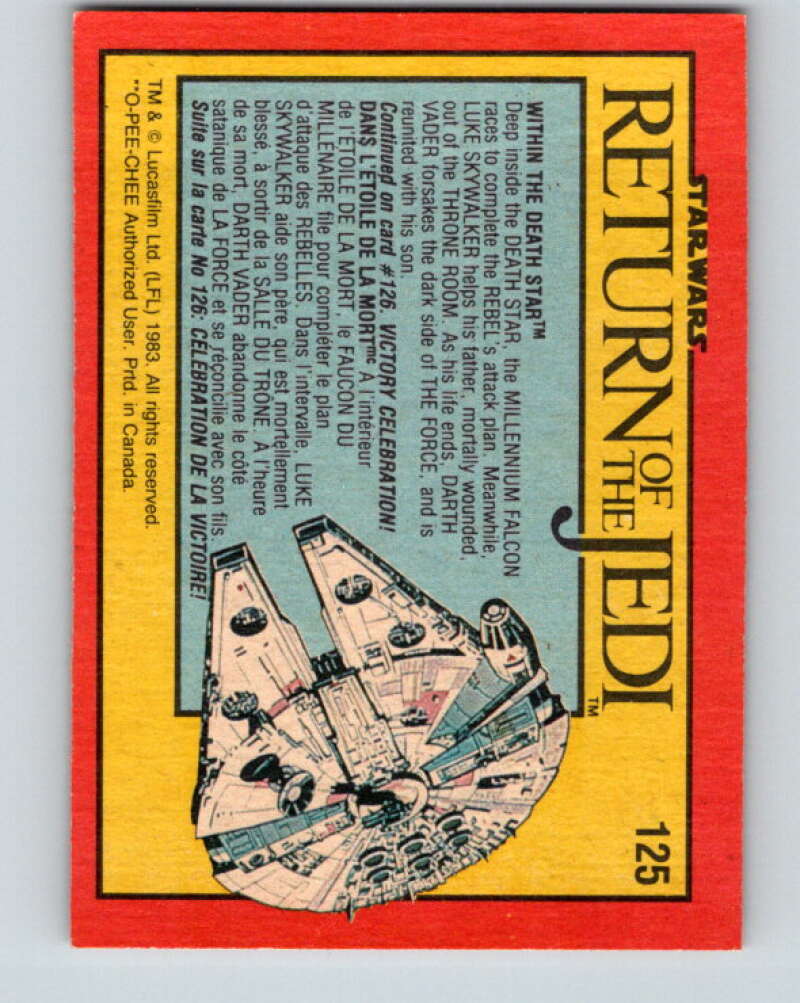 STAR WARS
RETURN OF THE JEDI™
125
WITHIN THE DEATH STAR™
Deep inside the DEATH STAR, the MILLENNIUM FALCON
races to complete the REBEL's attack plan. Meanwhile,
LUKE SKYWALKER helps his father, mortally wounded,
out of the THRONE ROOM. As his life ends, DARTH
VADER forsakes the dark side of THE FORCE, and is
reunited with his son.
Continued on card #126. VICTORY CELEBRATION!
DANS L'ETOILE DE LA MORTmc À l'intérieur
de l'ETOILE DE LA MORT, le FAUCON DU
MILLENAIRE file pour compléter le plan
d'attaque des REBELLES. Dans l'intervalle, LUKE
SKYWALKER aide son père, qui est mortellement
blessé, à sortir de la SALLE DU TRÔNE. À l'heure
de sa mort, DARTH VADER abandonne le côté
satanique de LA FORCE et se réconcilie avec son fils.
Suite sur la carte No 126: CELEBRATION DE LA VICTOIRE!
TM & © Lucasfilm Ltd. (LFL) 1983. All rights reserved.
**O-PEE-CHEE Authorized User. Prtd. in Canada.